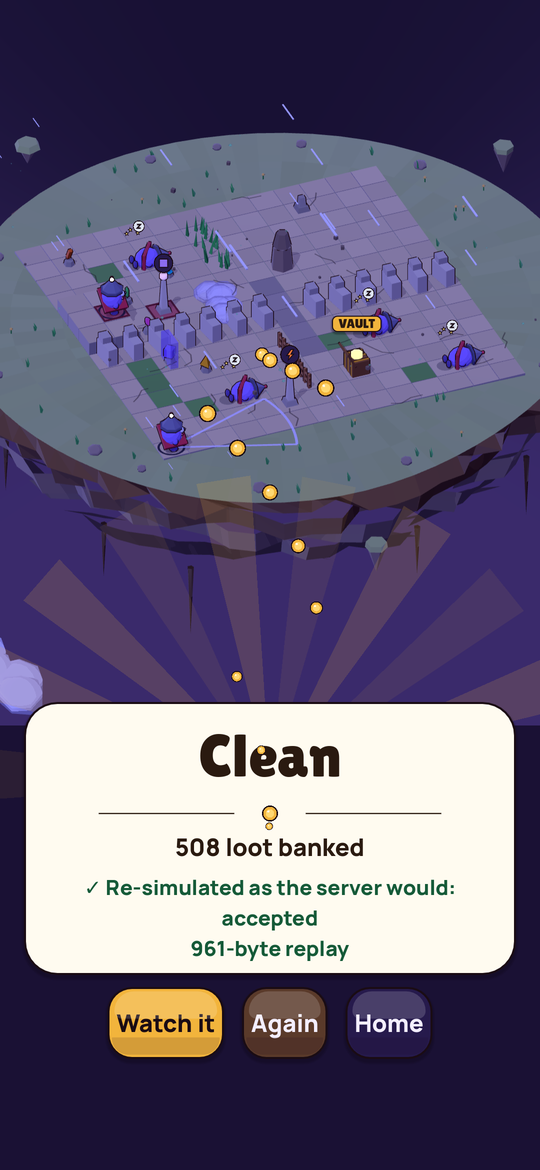 z
z
VAULT
z
z
Clean
508 loot banked
✓ Re-simulated as the server would:
accepted
961-byte replay
Watch it
Again
Home